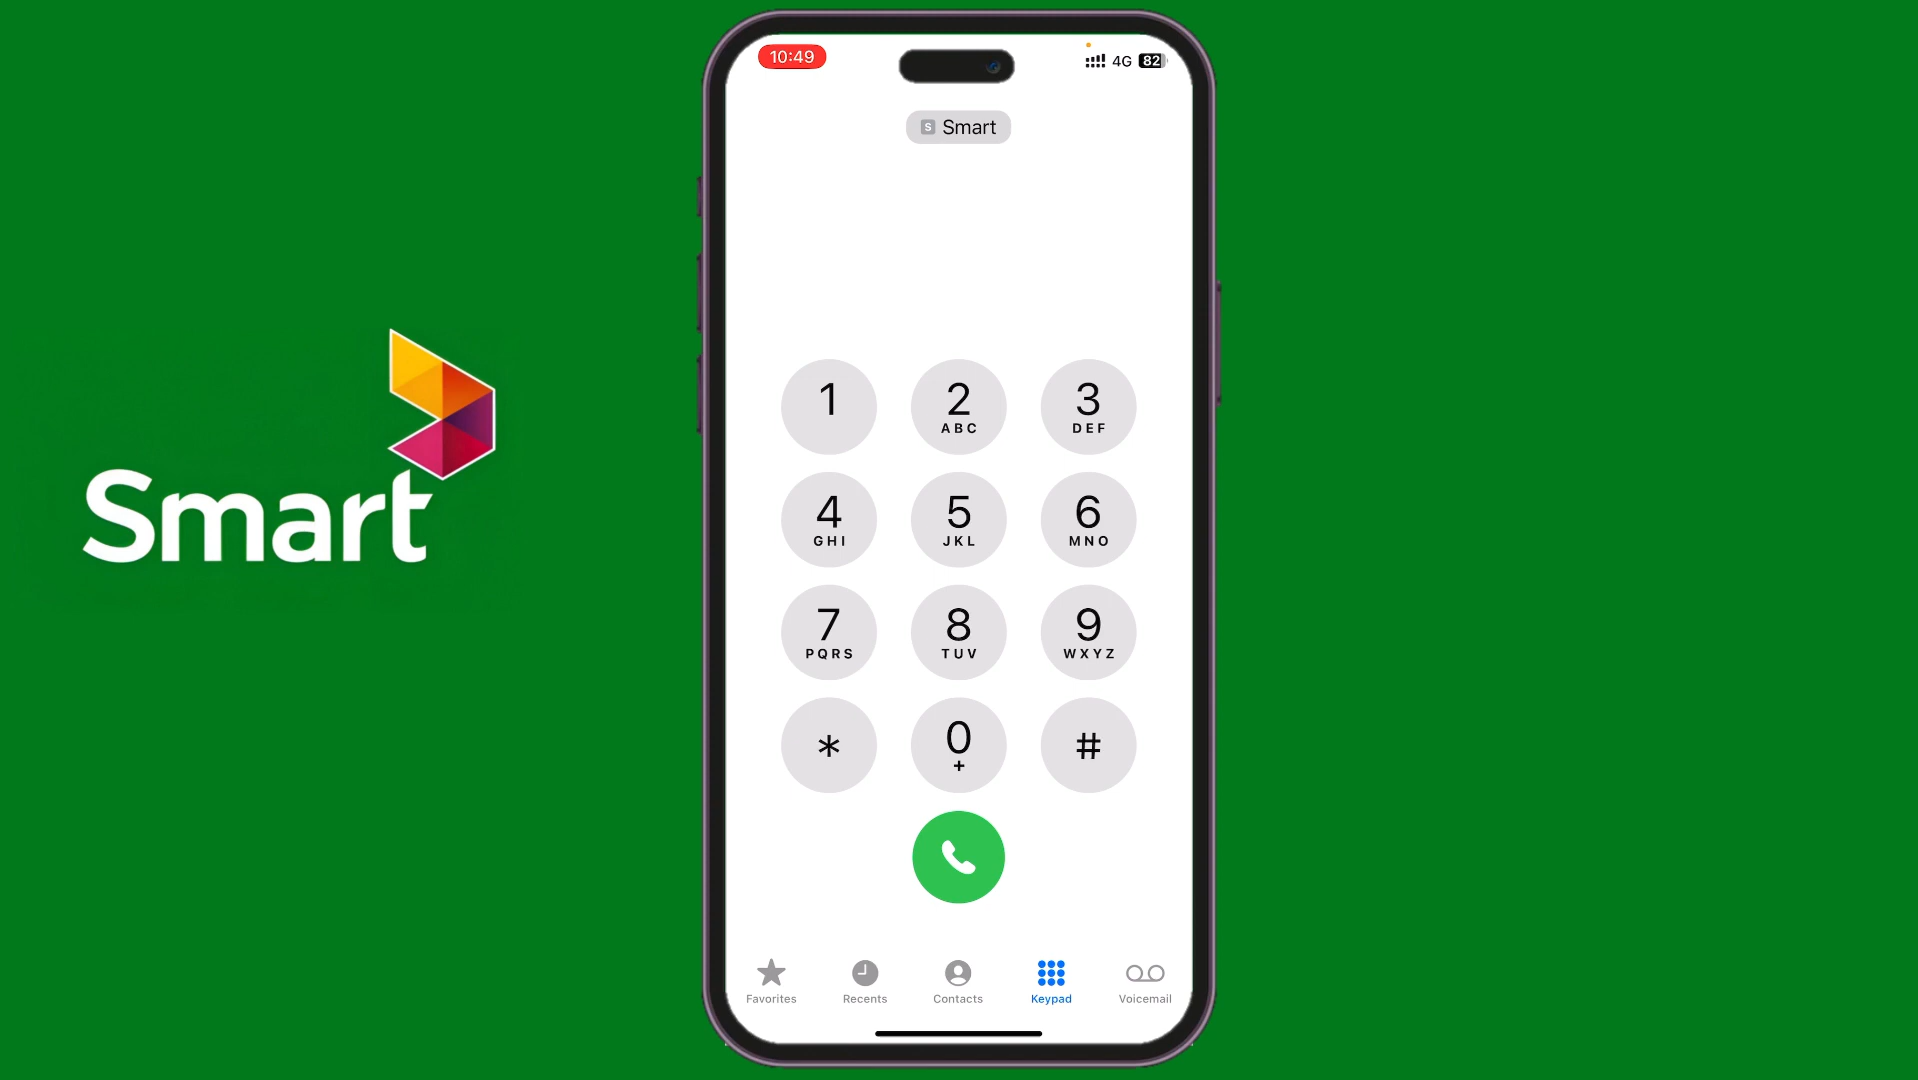 10:49
4G 82
S Smart
1
2
ABC
3
DEF
4
GHI
5
JKL
6
MNO
7
PQRS
8
TUV
9
WXYZ
*
0
+
#
Favorites
Recents
Contacts
Keypad
Voicemail
Smart